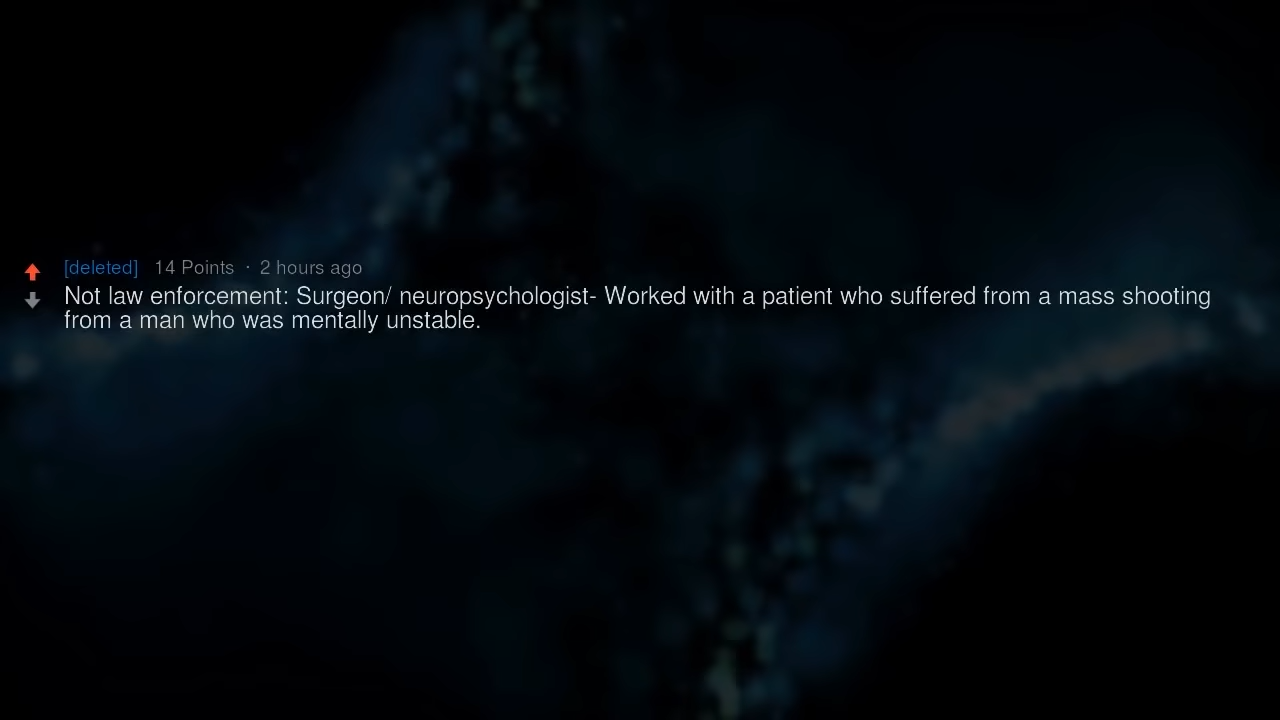 [deleted] 14 Points · 2 hours ago
Not law enforcement: Surgeon/ neuropsychologist- Worked with a patient who suffered from a mass shooting
from a man who was mentally unstable.